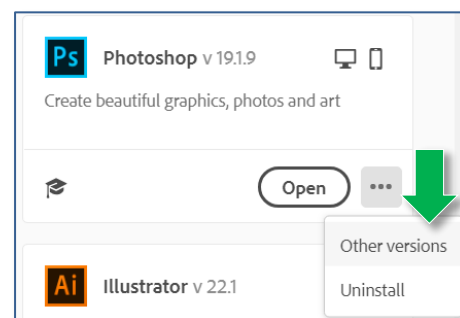 Ps Photoshop v 19.1.9
Create beautiful graphics, photos and art
Open
Other versions
Ai Illustrator v 22.1
Uninstall